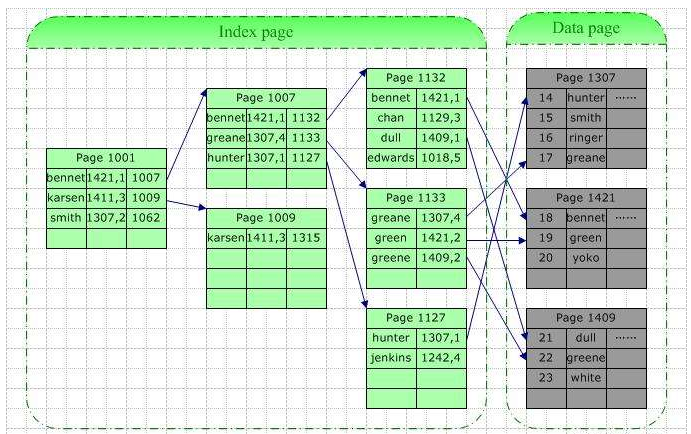 Index page
Data page
Page 1001
bennet 1421,1 1007
karsen 1411,3 1009
smith 1307,2 1062
Page 1007
bennet 1421,1 1132
greane 1307,4 1133
hunter 1307,1 1127
Page 1009
karsen 1411,3 1315
Page 1132
bennet 1421,1
chan 1129,3
dull 1409,1
edwards 1018,5
Page 1133
greane 1307,4
green 1421,2
greene 1409,2
Page 1127
hunter 1307,1
jenkins 1242,4
Page 1307
14 hunter ······
15 smith
16 ringer
17 greane
Page 1421
18 bennet ······
19 green
20 yoko
Page 1409
21 dull ······
22 greene
23 white